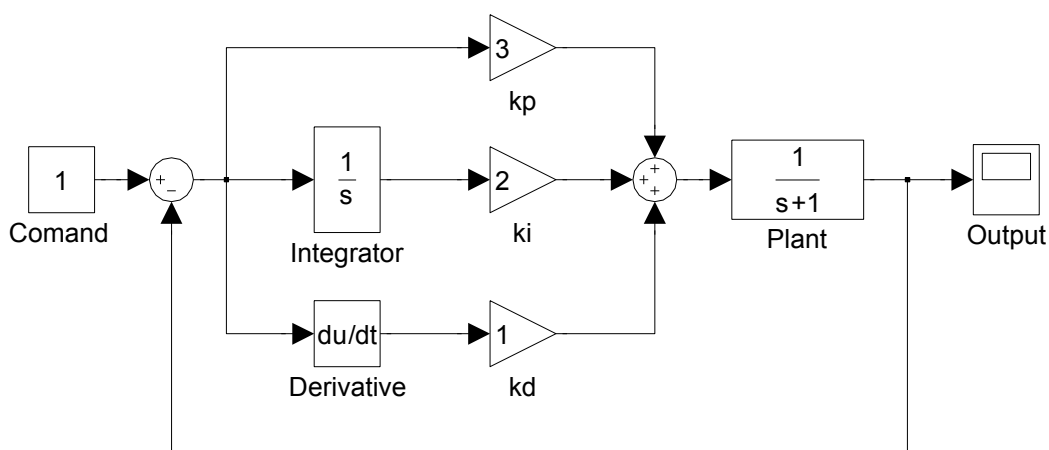 3
kp
1
Comand
+
−
1
s
Integrator
2
ki
+
+
+
1
s+1
Plant
Output
du/dt
Derivative
1
kd